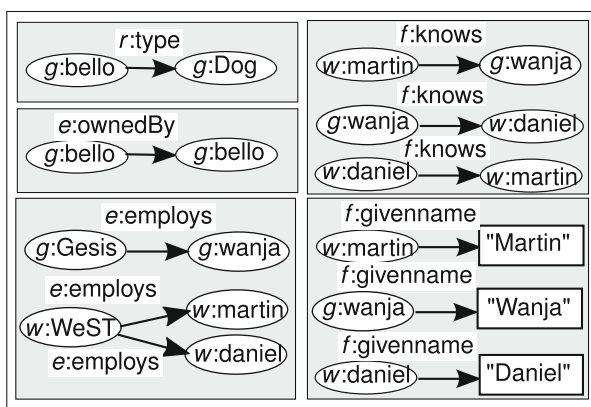 r:type
g:bello g:Dog
e:ownedBy
g:bello g:bello
e:employs
g:Gesis g:wanja
e:employs
w:martin
w:WeST
w:daniel
e:employs
f:knows
w:martin g:wanja
f:knows
g:wanja w:daniel
f:knows
w:daniel w:martin
f:givenname
w:martin "Martin"
f:givenname
g:wanja "Wanja"
f:givenname
w:daniel "Daniel"